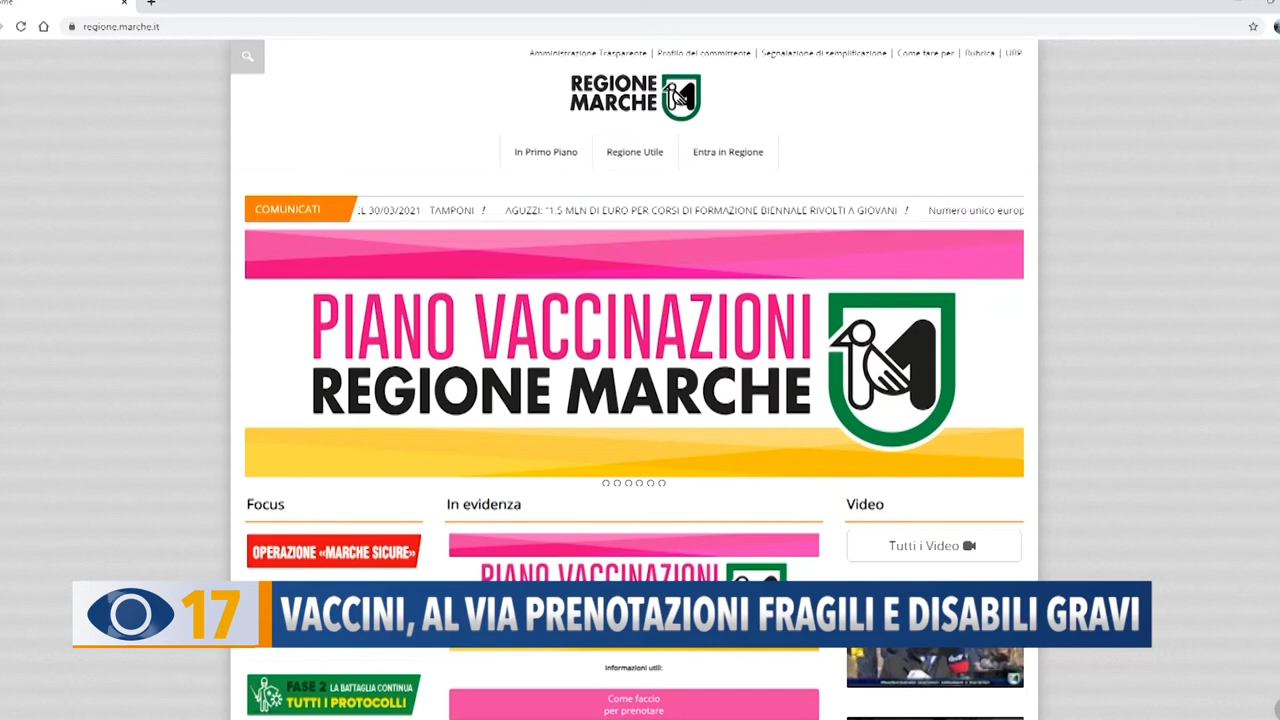 regione.marche.it
Amministrazione Trasparente | Profilo del committente | Segnalazione di semplificazione | Come fare per | Rubrica | URP
REGIONE
MARCHE
In Primo Piano
Regione Utile
Entra in Regione
COMUNICATI
30/03/2021 TAMPONI / AGUZZI: "1,5 MLN DI EURO PER CORSI DI FORMAZIONE BIENNALE RIVOLTI A GIOVANI / Numero unico europ
PIANO VACCINAZIONI
REGIONE MARCHE
Focus
In evidenza
Video
OPERAZIONE «MARCHE SICURE»
Tutti i Video
PIANO VACCINAZIONI
17 VACCINI, AL VIA PRENOTAZIONI FRAGILI E DISABILI GRAVI
Informazioni utili:
FASE 2 LA BATTAGLIA CONTINUA
TUTTI I PROTOCOLLI
Come faccio
per prenotare